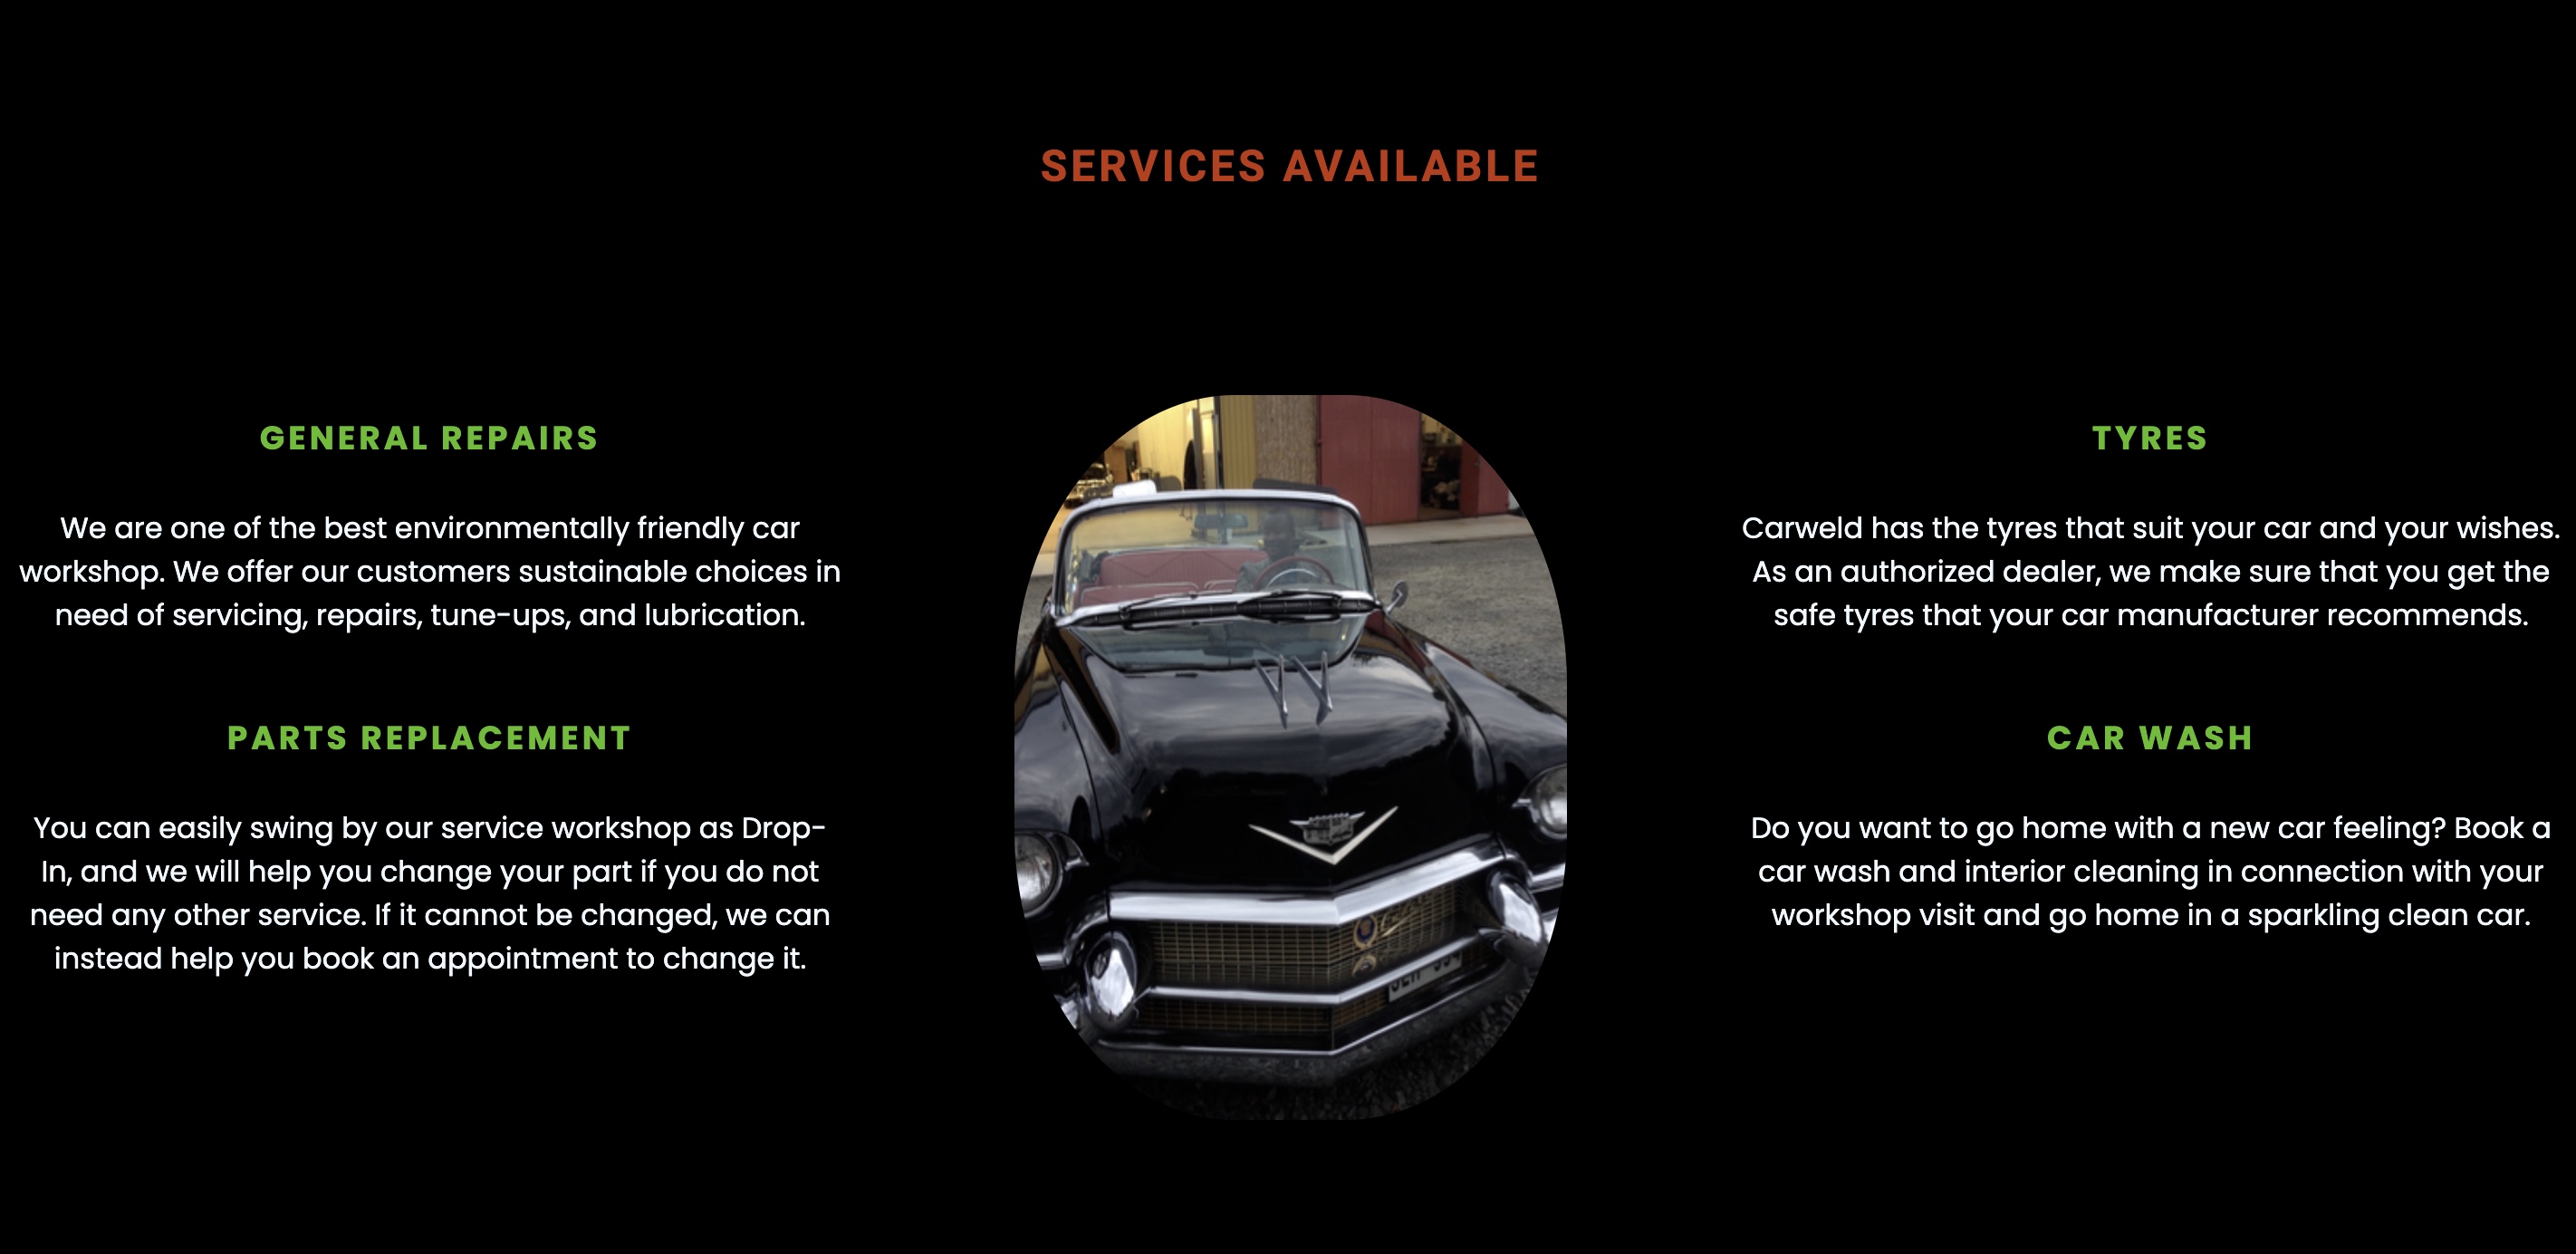 SERVICES AVAILABLE
GENERAL REPAIRS
We are one of the best environmentally friendly car
workshop. We offer our customers sustainable choices in
need of servicing, repairs, tune-ups, and lubrication.
PARTS REPLACEMENT
You can easily swing by our service workshop as Drop-
In, and we will help you change your part if you do not
need any other service. If it cannot be changed, we can
instead help you book an appointment to change it.
TYRES
Carweld has the tyres that suit your car and your wishes.
As an authorized dealer, we make sure that you get the
safe tyres that your car manufacturer recommends.
CAR WASH
Do you want to go home with a new car feeling? Book a
car wash and interior cleaning in connection with your
workshop visit and go home in a sparkling clean car.